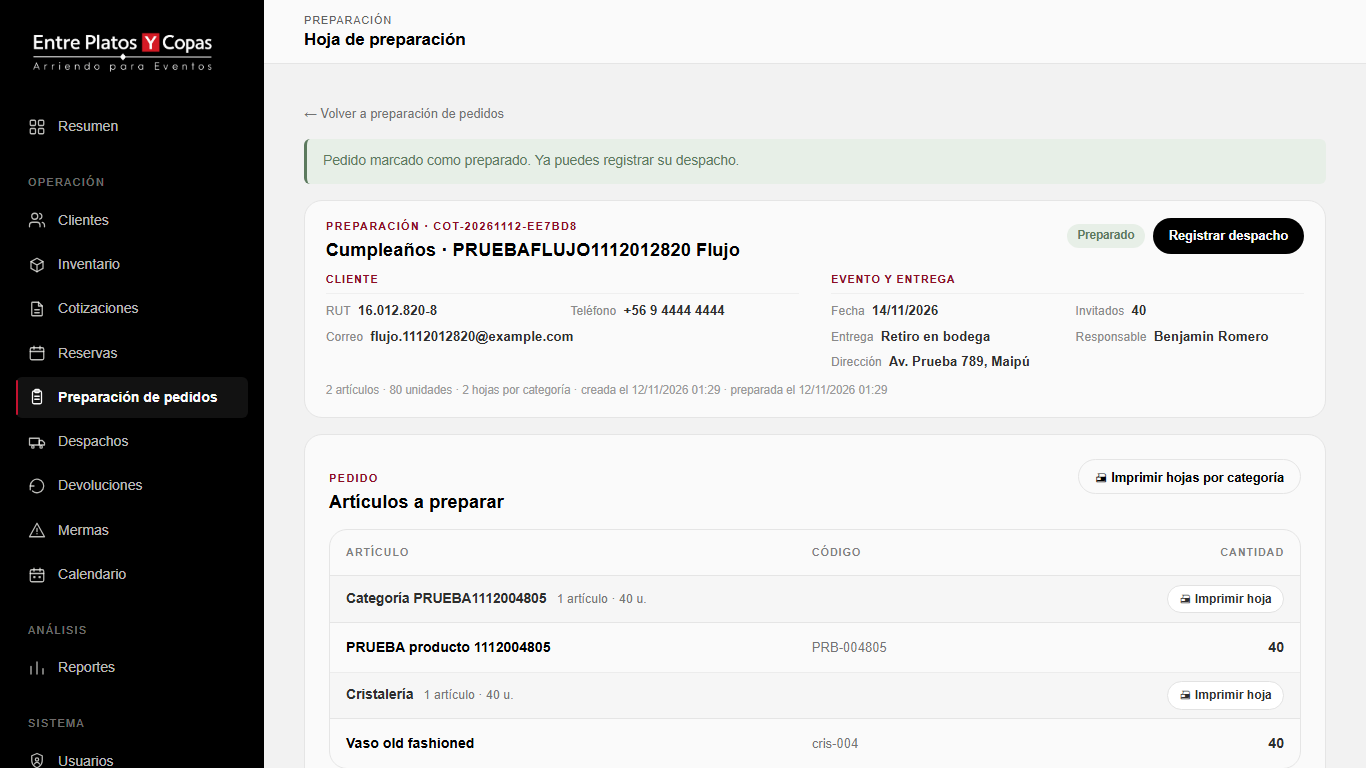 Entre Platos Y Copas
Arriendo para Eventos
Resumen
OPERACIÓN
Clientes
Inventario
Cotizaciones
Reservas
Preparación de pedidos
Despachos
Devoluciones
Mermas
Calendario
ANÁLISIS
Reportes
SISTEMA
Usuarios
PREPARACIÓN
Hoja de preparación
← Volver a preparación de pedidos
Pedido marcado como preparado. Ya puedes registrar su despacho.
PREPARACIÓN · COT-20261112-EE7BD8
Cumpleaños · PRUEBAFLUJO1112012820 Flujo
Preparado
Registrar despacho
CLIENTE
RUT 16.012.820-8 Teléfono +56 9 4444 4444
Correo flujo.1112012820@example.com
EVENTO Y ENTREGA
Fecha 14/11/2026 Invitados 40
Entrega Retiro en bodega Responsable Benjamin Romero
Dirección Av. Prueba 789, Maipú
2 artículos · 80 unidades · 2 hojas por categoría · creada el 12/11/2026 01:29 · preparada el 12/11/2026 01:29
PEDIDO
Artículos a preparar
Imprimir hojas por categoría
ARTÍCULO CÓDIGO CANTIDAD
Categoría PRUEBA1112004805 1 artículo · 40 u. Imprimir hoja
PRUEBA producto 1112004805 PRB-004805 40
Cristalería 1 artículo · 40 u. Imprimir hoja
Vaso old fashioned cris-004 40